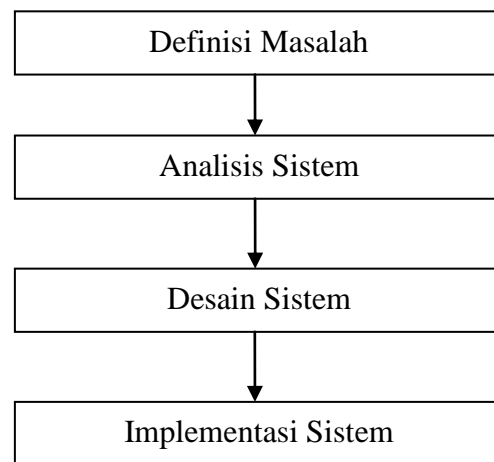 Definisi Masalah
Analisis Sistem
Desain Sistem
Implementasi Sistem